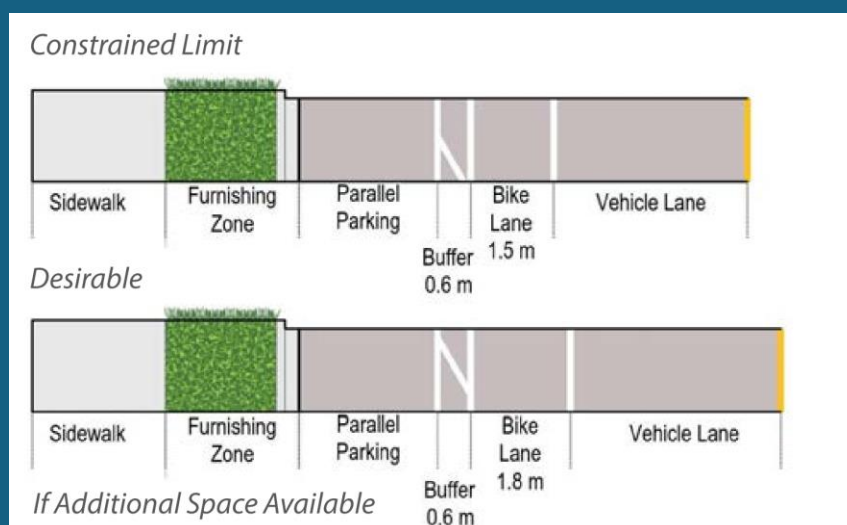 Constrained Limit
Sidewalk
Furnishing
Zone
Parallel
Parking
Buffer
0.6 m
Bike
Lane
1.5 m
Vehicle Lane
Desirable
Sidewalk
Furnishing
Zone
Parallel
Parking
Buffer
0.6 m
Bike
Lane
1.8 m
Vehicle Lane
If Additional Space Available